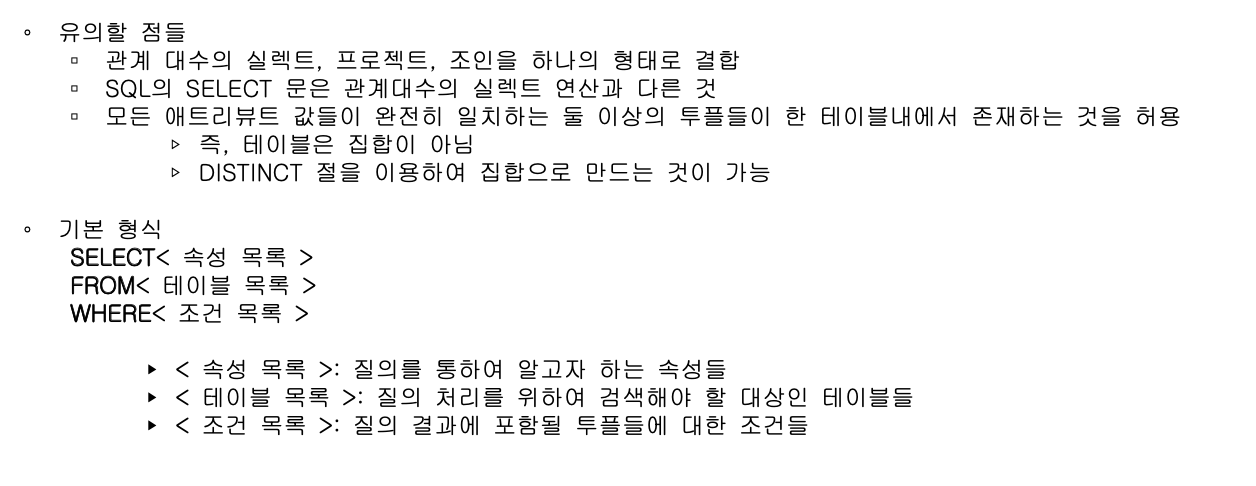 ◦ 유의할 점들
▫ 관계 대수의 실렉트, 프로젝트, 조인을 하나의 형태로 결합
▫ SQL의 SELECT 문은 관계대수의 실렉트 연산과 다른 것
▫ 모든 애트리뷰트 값들이 완전히 일치하는 둘 이상의 투플들이 한 테이블내에서 존재하는 것을 허용
▹ 즉, 테이블은 집합이 아님
▹ DISTINCT 절을 이용하여 집합으로 만드는 것이 가능
◦ 기본 형식
SELECT< 속성 목록 >
FROM< 테이블 목록 >
WHERE< 조건 목록 >
▸ < 속성 목록 >: 질의를 통하여 알고자 하는 속성들
▸ < 테이블 목록 >: 질의 처리를 위하여 검색해야 할 대상인 테이블들
▸ < 조건 목록 >: 질의 결과에 포함될 투플들에 대한 조건들